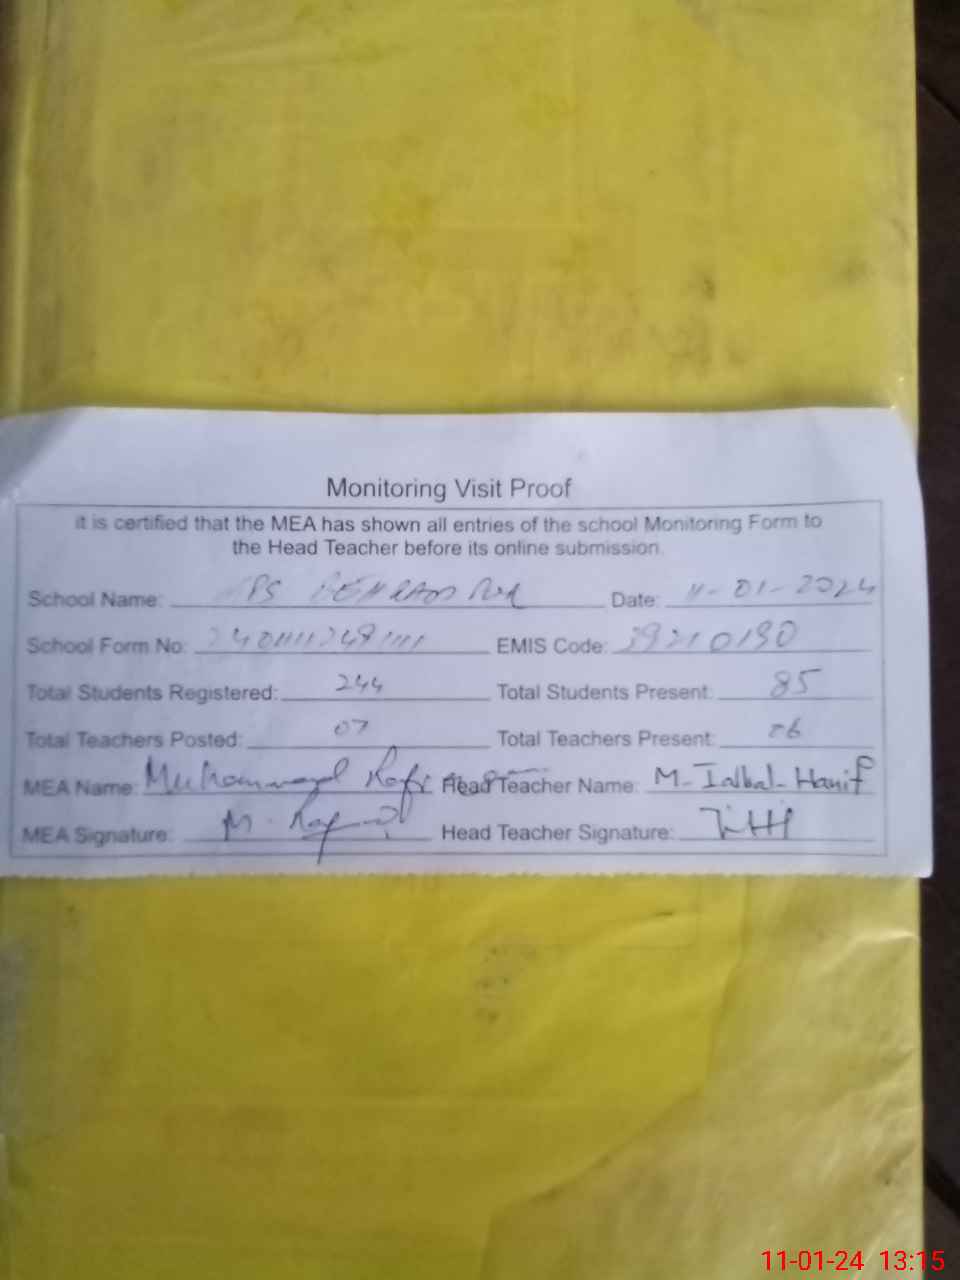 Monitoring Visit Proof
it is certified that the MEA has shown all entries of the school Monitoring Form to
the Head Teacher before its online submission.
School Name: Date: 11-01-2024
School Form No: EMIS Code: 39210190
Total Students Registered: 244 Total Students Present: 85
Total Teachers Posted: 07 Total Teachers Present: 06
MEA Name: Muhammad Rafi Head Teacher Name: M-Iqbal-Hanif
MEA Signature: M. Head Teacher Signature:
11-01-24 13:15